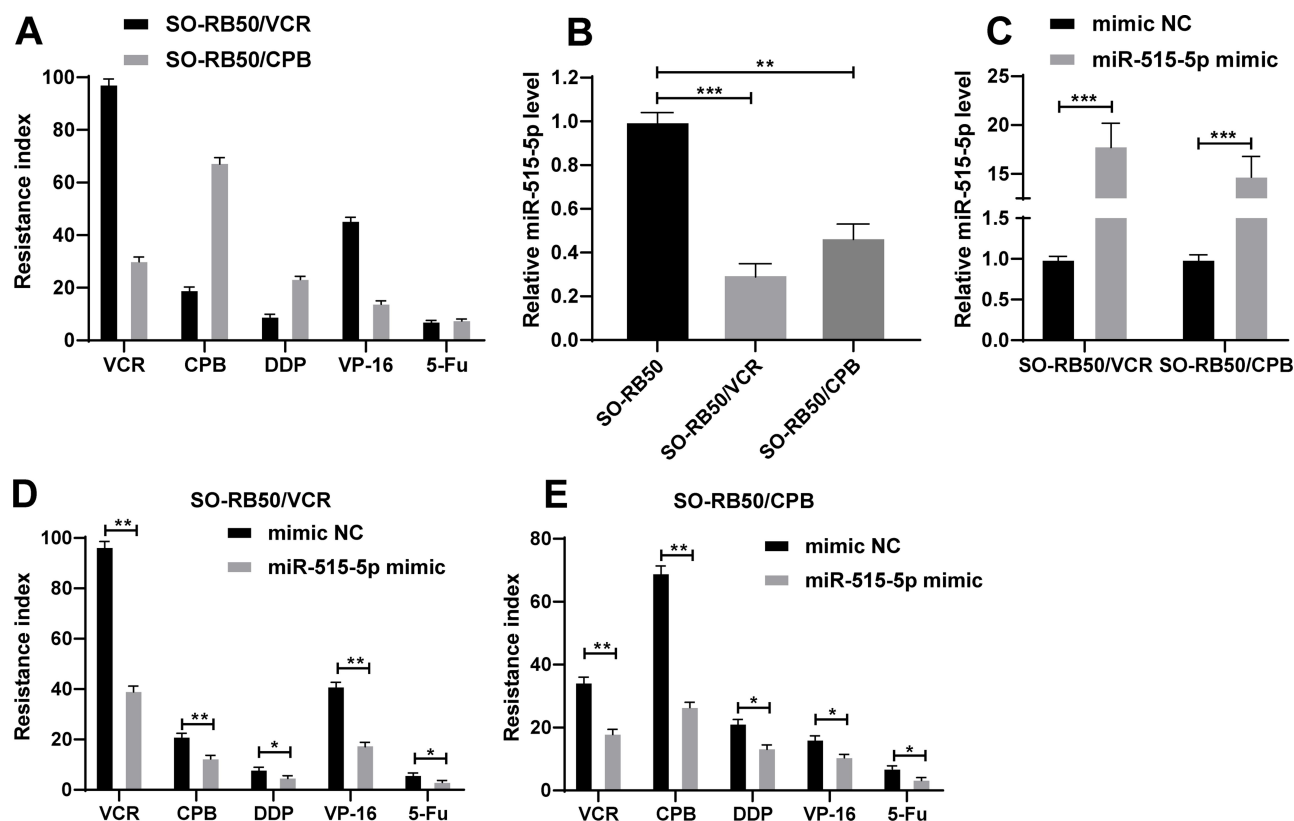 A
SO-RB50/VCR
SO-RB50/CPB
Resistance index
100
80
60
40
20
0
VCR CPB DDP VP-16 5-Fu
B
Relative miR-515-5p level
1.2
1.0
0.8
0.6
0.4
0.2
0.0
**
***
SO-RB50
SO-RB50/VCR
SO-RB50/CPB
C
mimic NC
miR-515-5p mimic
Relative miR-515-5p level
25
20
15
1.5
1.0
0.5
0.0
***
***
SO-RB50/VCR SO-RB50/CPB
D
SO-RB50/VCR
mimic NC
miR-515-5p mimic
Resistance index
100
80
60
40
20
0
**
**
*
**
*
VCR CPB DDP VP-16 5-Fu
E
SO-RB50/CPB
mimic NC
miR-515-5p mimic
Resistance index
80
60
40
20
0
**
**
*
*
*
VCR CPB DDP VP-16 5-Fu